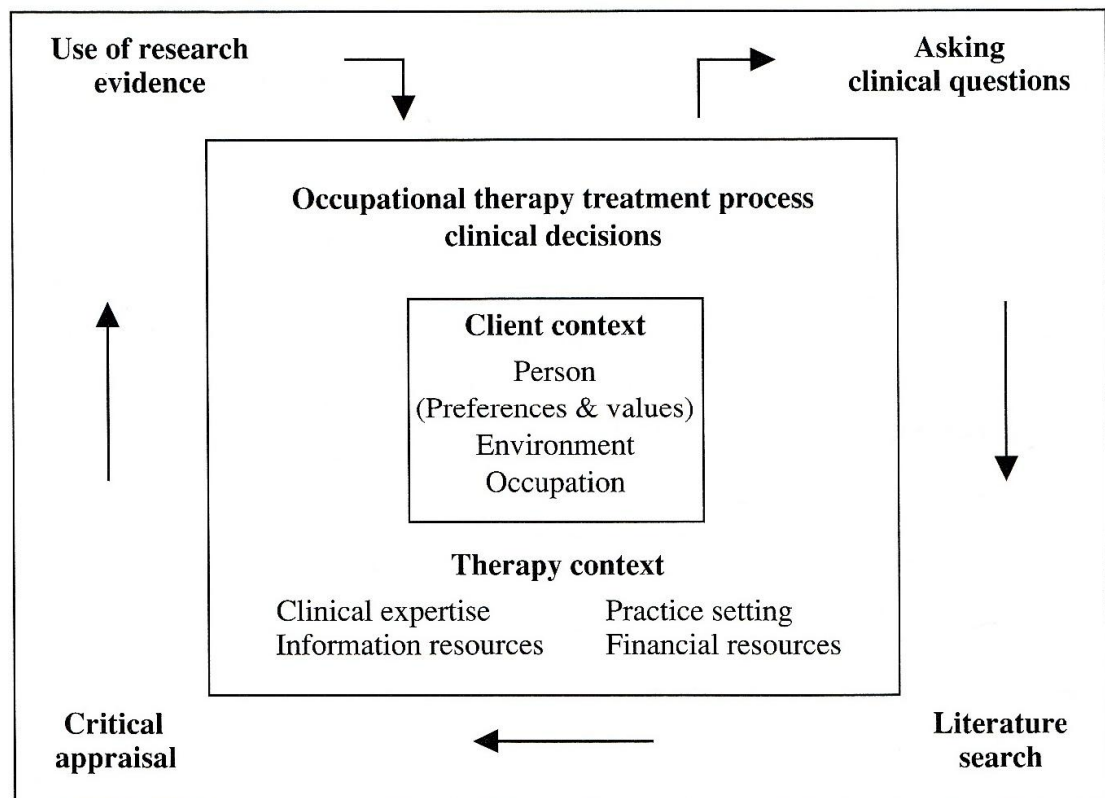 Use of research
evidence
Asking
clinical questions
Occupational therapy treatment process
clinical decisions
Client context
Person
(Preferences & values)
Environment
Occupation
Therapy context
Clinical expertise
Practice setting
Information resources
Financial resources
Critical
appraisal
Literature
search